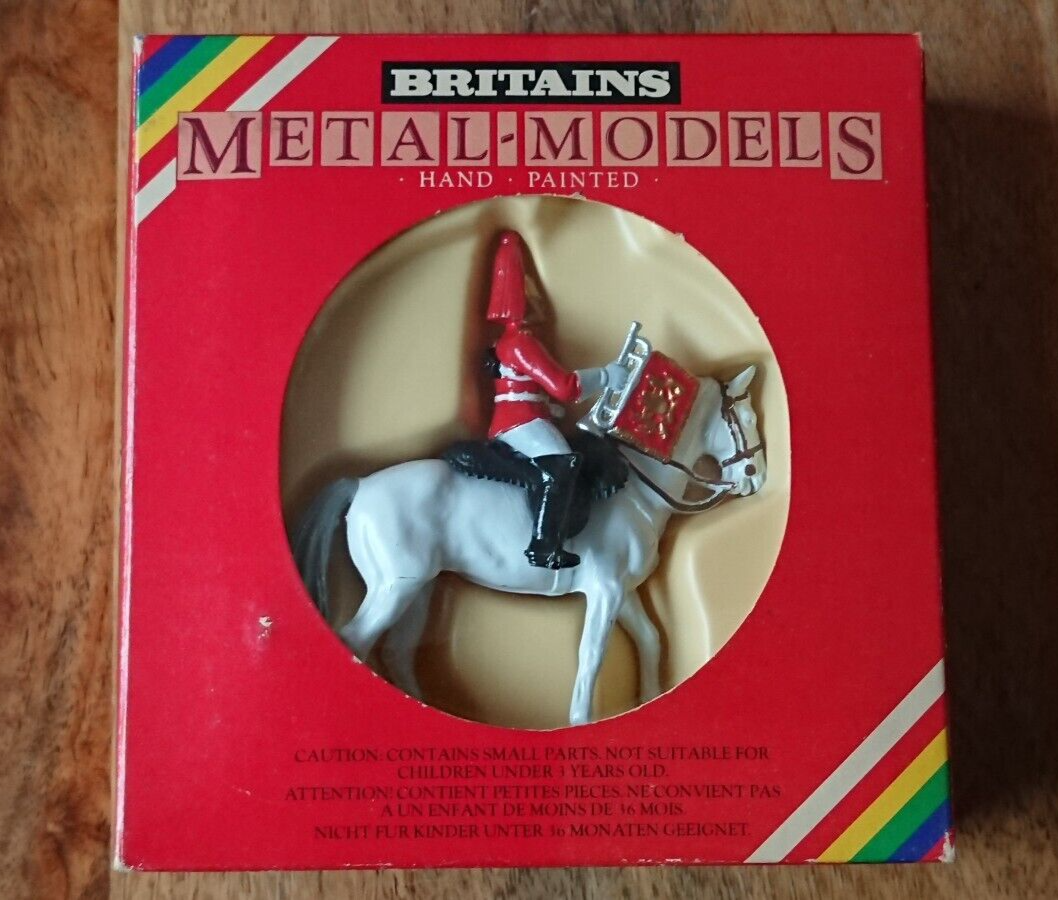 BRITAINS
METAL-MODELS
· HAND · PAINTED ·
CAUTION: CONTAINS SMALL PARTS. NOT SUITABLE FOR
CHILDREN UNDER 3 YEARS OLD.
ATTENTION! CONTIENT PETITES PIECES. NE CONVIENT PAS
A UN ENFANT DE MOINS DE 36 MOIS.
NICHT FUR KINDER UNTER 36 MONATEN GEEIGNET.